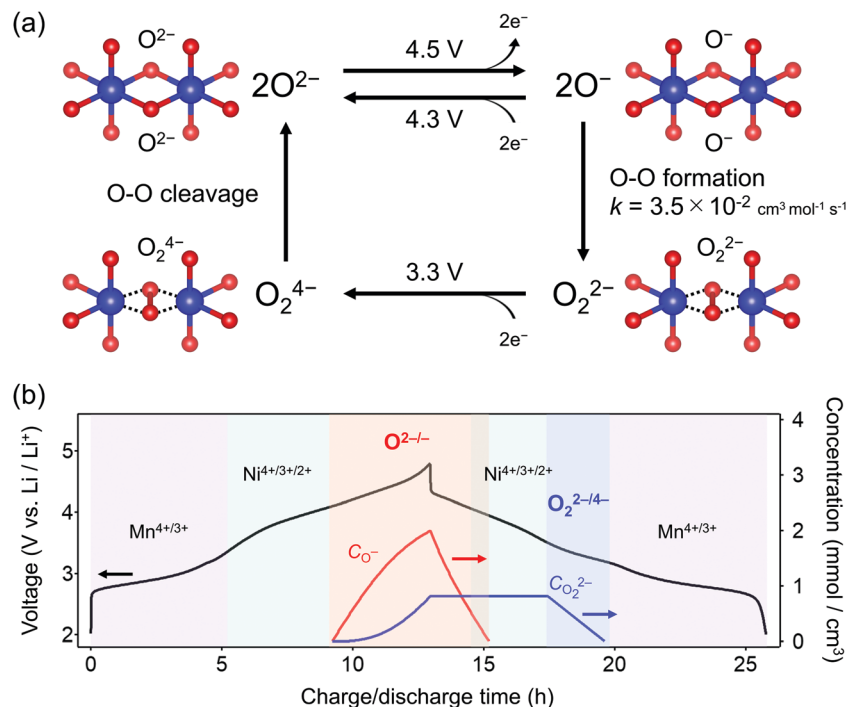 (a)
O²⁻
O²⁻
2O²⁻
4.5 V
2e⁻
4.3 V
2e⁻
2O⁻
O⁻
O⁻
O-O cleavage
O-O formation
k = 3.5 × 10⁻² cm³ mol⁻¹ s⁻¹
O₂⁴⁻
O₂⁴⁻
3.3 V
2e⁻
O₂²⁻
O₂²⁻
(b)
Voltage (V vs. Li / Li⁺)
5
4
3
2
Mn⁴⁺/³⁺
Ni⁴⁺/³⁺/²⁺
O²⁻/⁻
Ni⁴⁺/³⁺/²⁺
O₂²⁻/⁴⁻
Mn⁴⁺/³⁺
C_O⁻
C_O₂²⁻
4
3
2
1
0
Concentration (mmol / cm³)
0 5 10 15 20 25
Charge/discharge time (h)